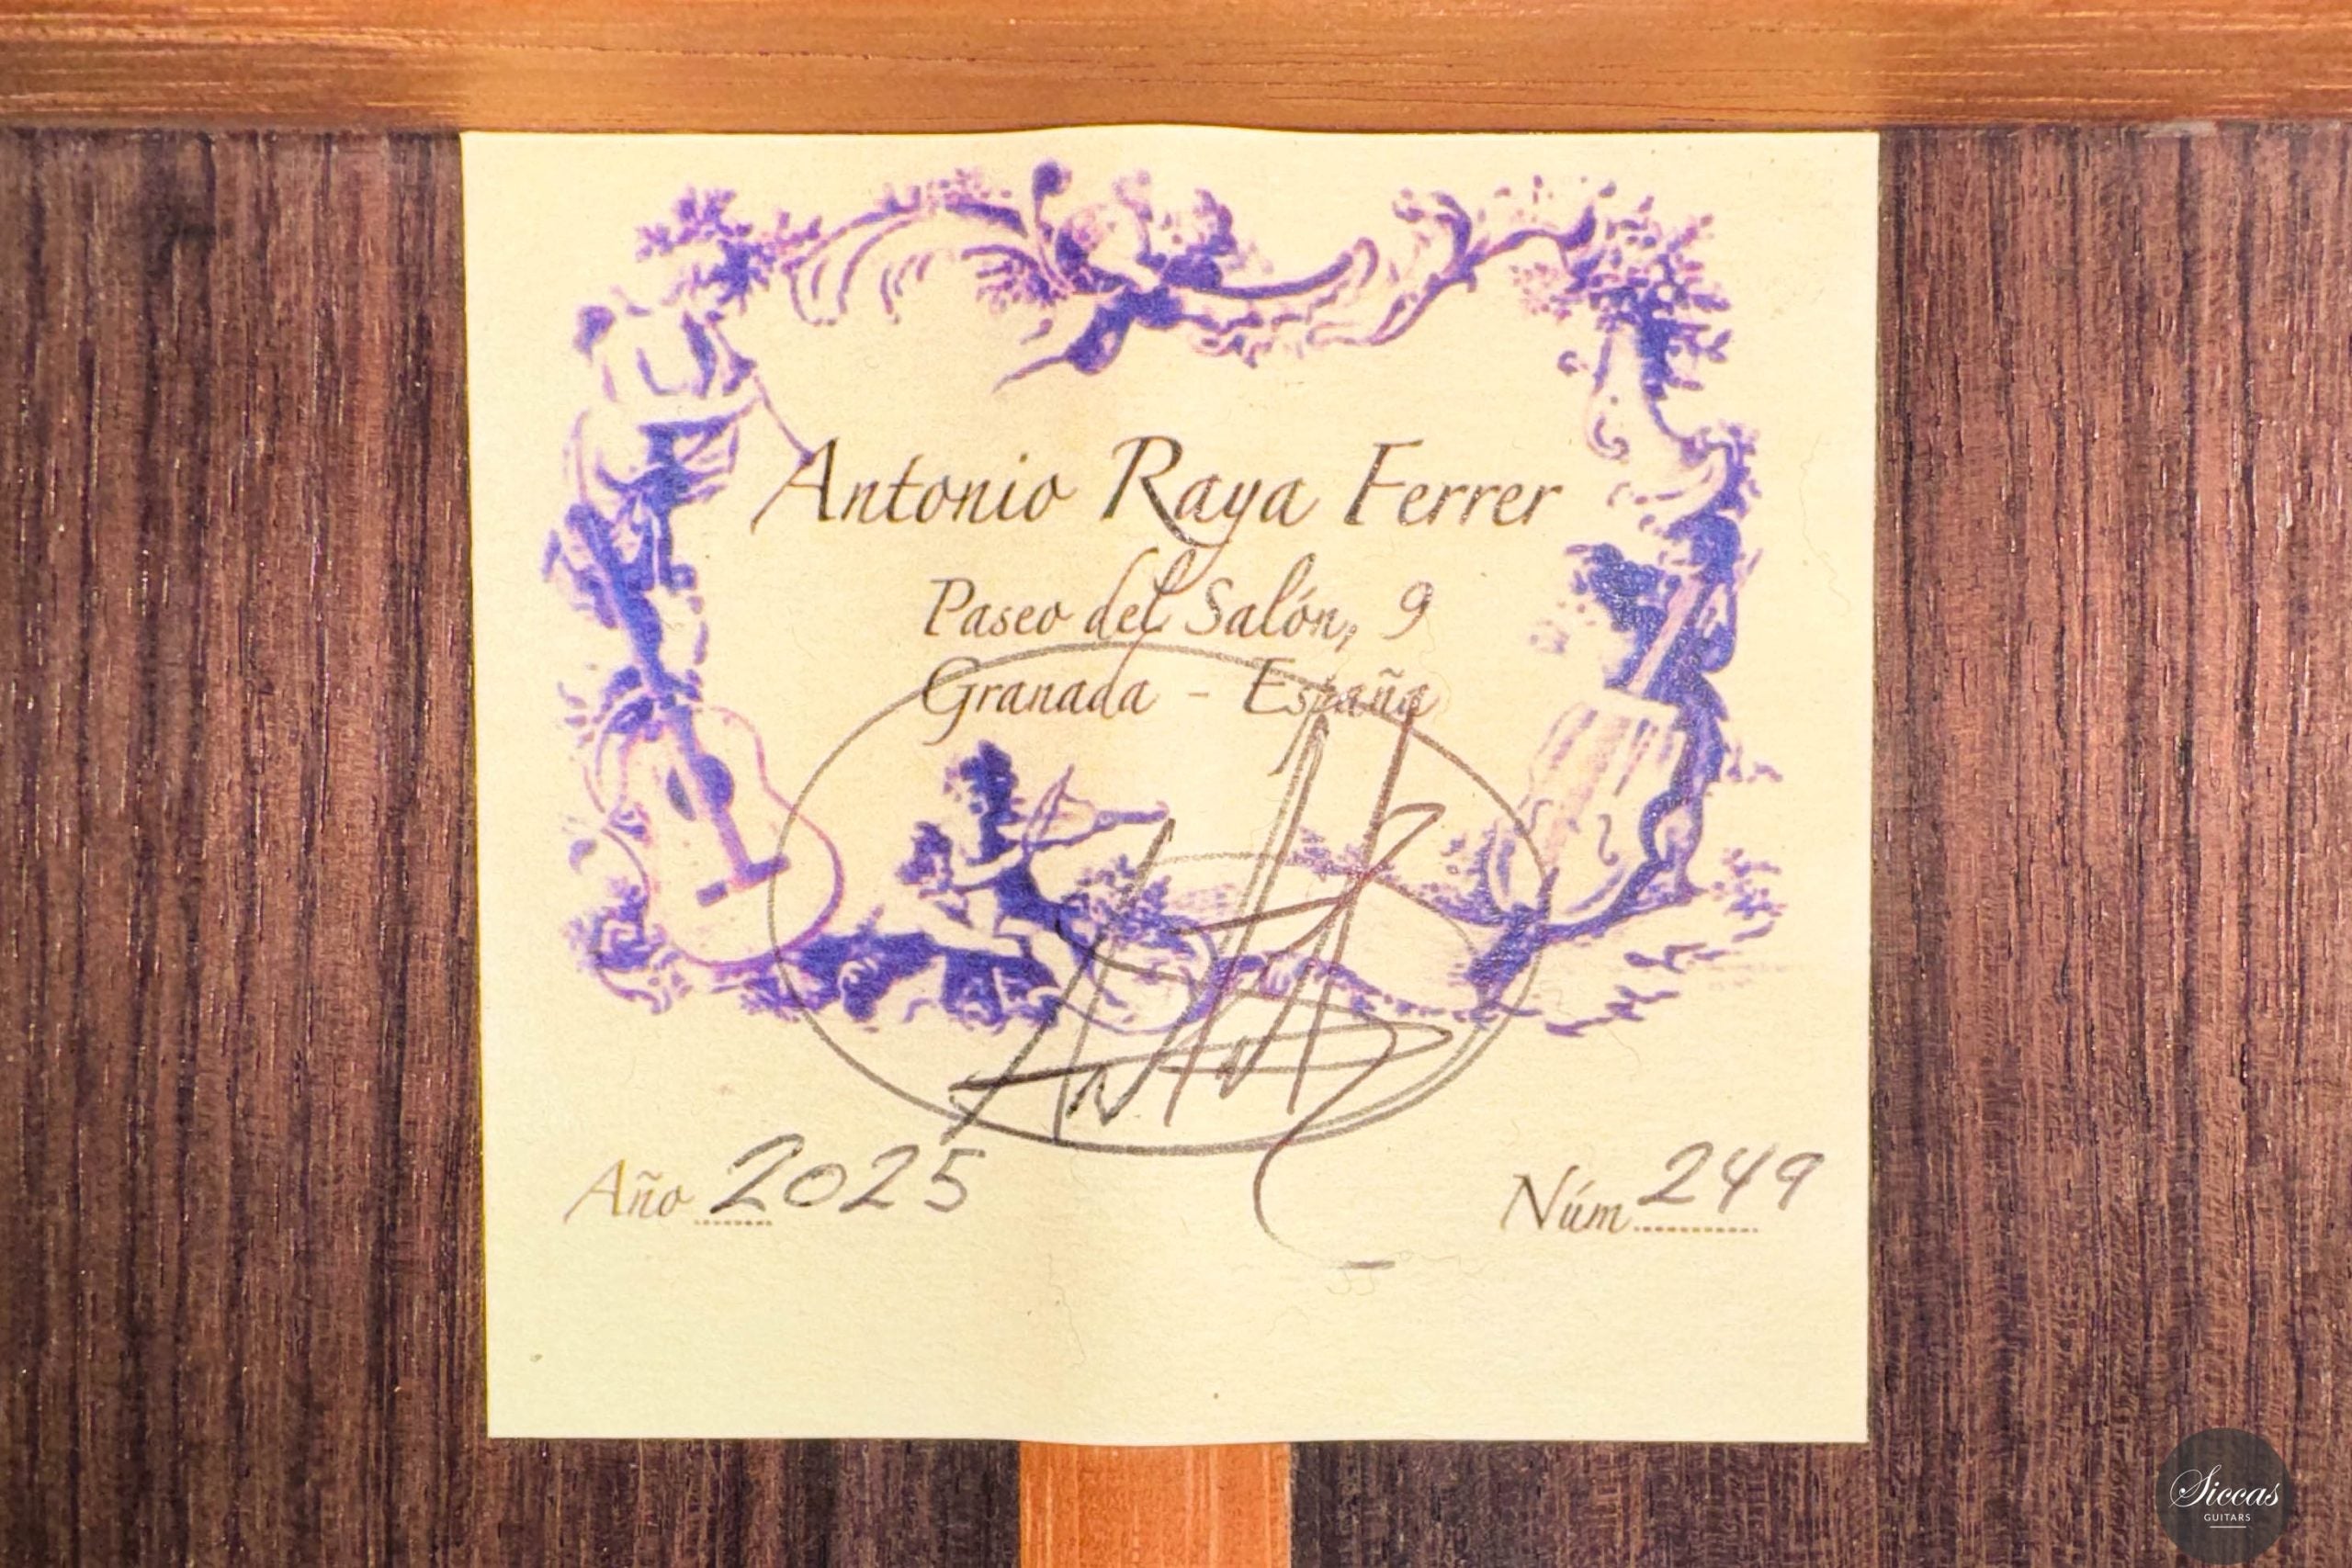 Antonio Raya Ferrer
Paseo del Salón, 9
Granada - España
Año 2025
Núm 249
Siccas
GUITARS